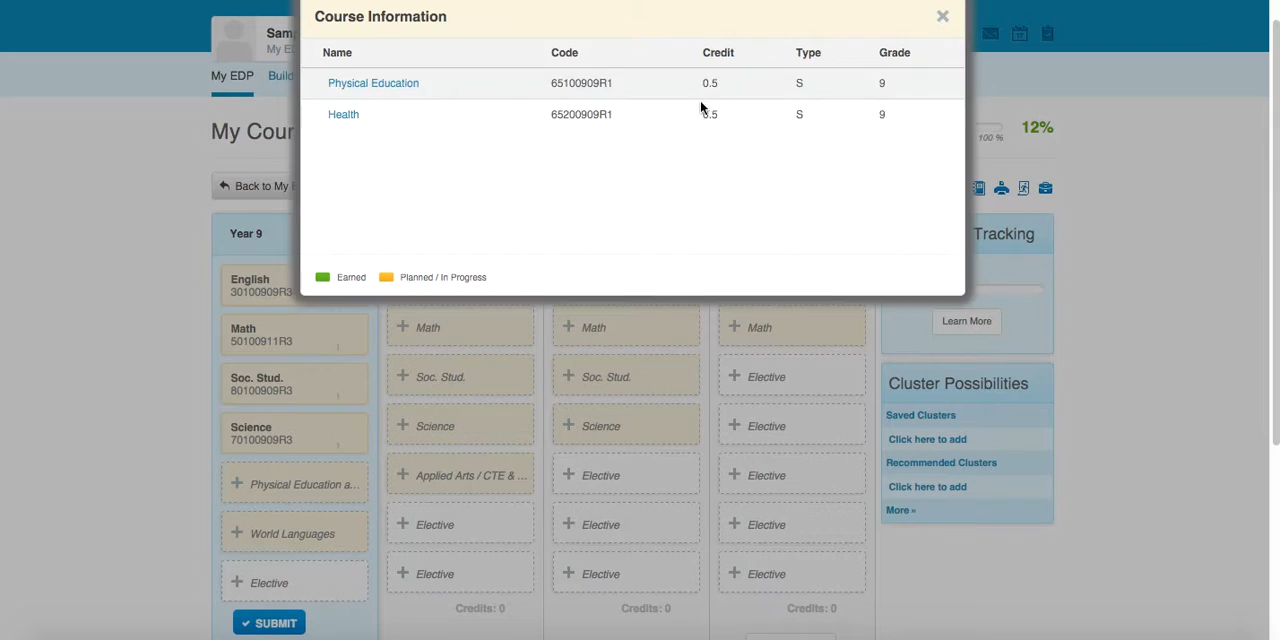 Course Information
Name Code Credit Type Grade
Physical Education 65100909R1 0.5 S 9
Health 65200909R1 0.5 S 9
Earned Planned / In Progress
Sam
My E
My EDP Build
My Cour
100 %
12%
Back to My
Year 9
English
30100909R3
Math
50100911R3
Soc. Stud.
80100909R3
Science
70100909R3
Physical Education a...
World Languages
Elective
SUBMIT
Math
Soc. Stud.
Science
Applied Arts / CTE & ...
Elective
Elective
Credits: 0
Math
Soc. Stud.
Science
Elective
Elective
Elective
Credits: 0
Math
Elective
Elective
Elective
Elective
Elective
Credits: 0
Tracking
Learn More
Cluster Possibilities
Saved Clusters
Click here to add
Recommended Clusters
Click here to add
More »